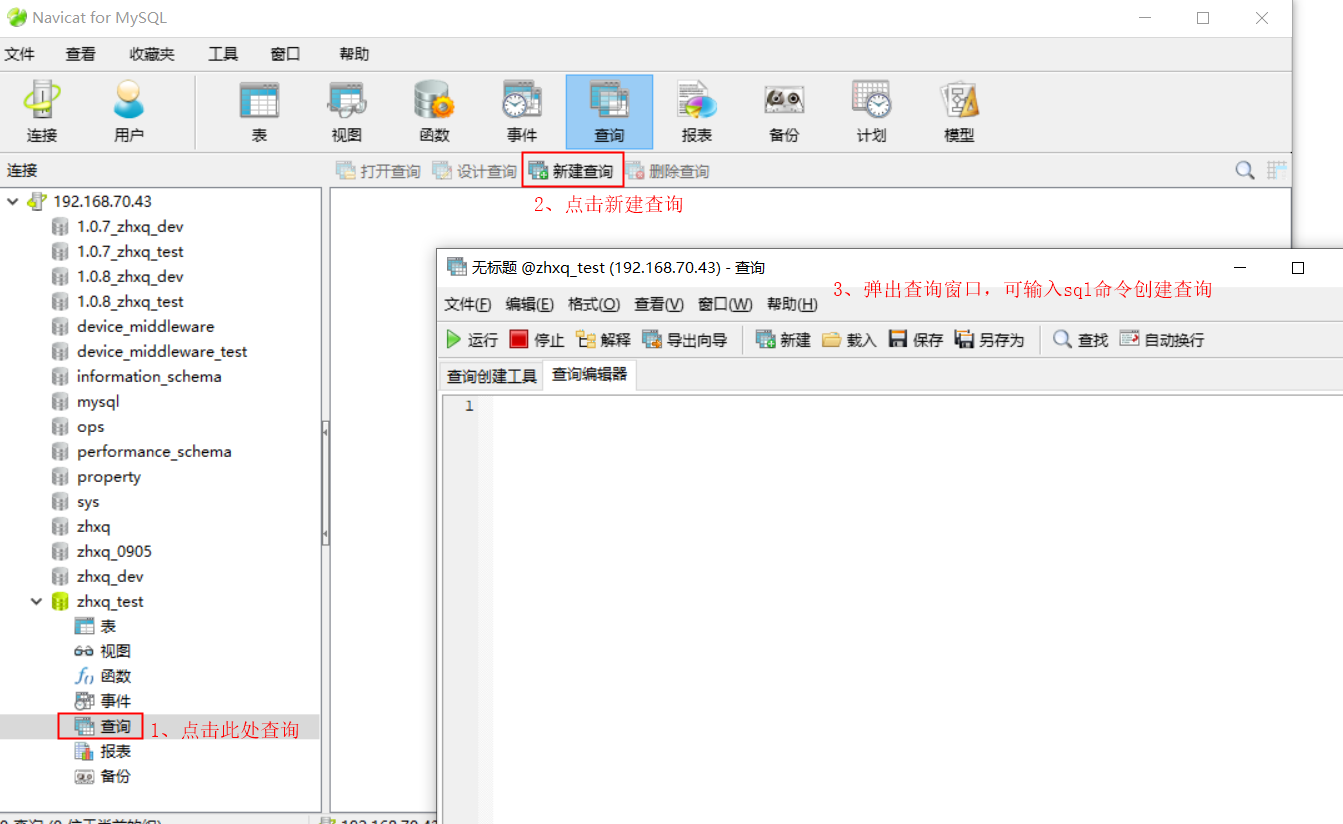 Navicat for MySQL
文件 查看 收藏夹 工具 窗口 帮助
连接 用户 表 视图 函数 事件 查询 报表 备份 计划 模型
连接 打开查询 设计查询 新建查询 删除查询
2、点击新建查询
192.168.70.43
1.0.7_zhxq_dev
1.0.7_zhxq_test
1.0.8_zhxq_dev
1.0.8_zhxq_test
device_middleware
device_middleware_test
information_schema
mysql
ops
performance_schema
property
sys
zhxq
zhxq_0905
zhxq_dev
zhxq_test
表
视图
函数
事件
查询 1、点击此处查询
报表
备份
无标题 @zhxq_test (192.168.70.43) - 查询
3、弹出查询窗口，可输入sql命令创建查询
文件(F) 编辑(E) 格式(O) 查看(V) 窗口(W) 帮助(H)
运行 停止 解释 导出向导 新建 载入 保存 另存为 查找 自动换行
查询创建工具 查询编辑器
1